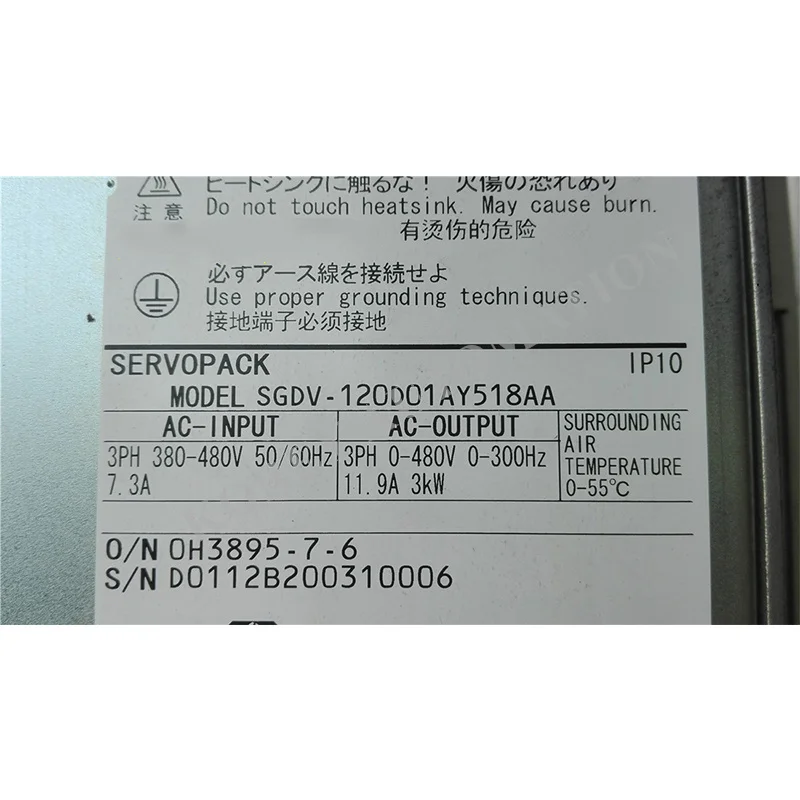 ヒートシンクに触るな！ 火傷の恐れあり
注意 Do not touch heatsink. May cause burn.
有烫伤的危险
必ずアース線を接続せよ
Use proper grounding techniques.
接地端子必须接地
SERVOPACK IP10
MODEL SGDV-120D01AY518AA
AC-INPUT AC-OUTPUT SURROUNDING
AIR
TEMPERATURE
0-55℃
3PH 380-480V 50/60Hz 3PH 0-480V 0-300Hz
7.3A 11.9A 3kW
O/N OH3895-7-6
S/N D0112B200310006